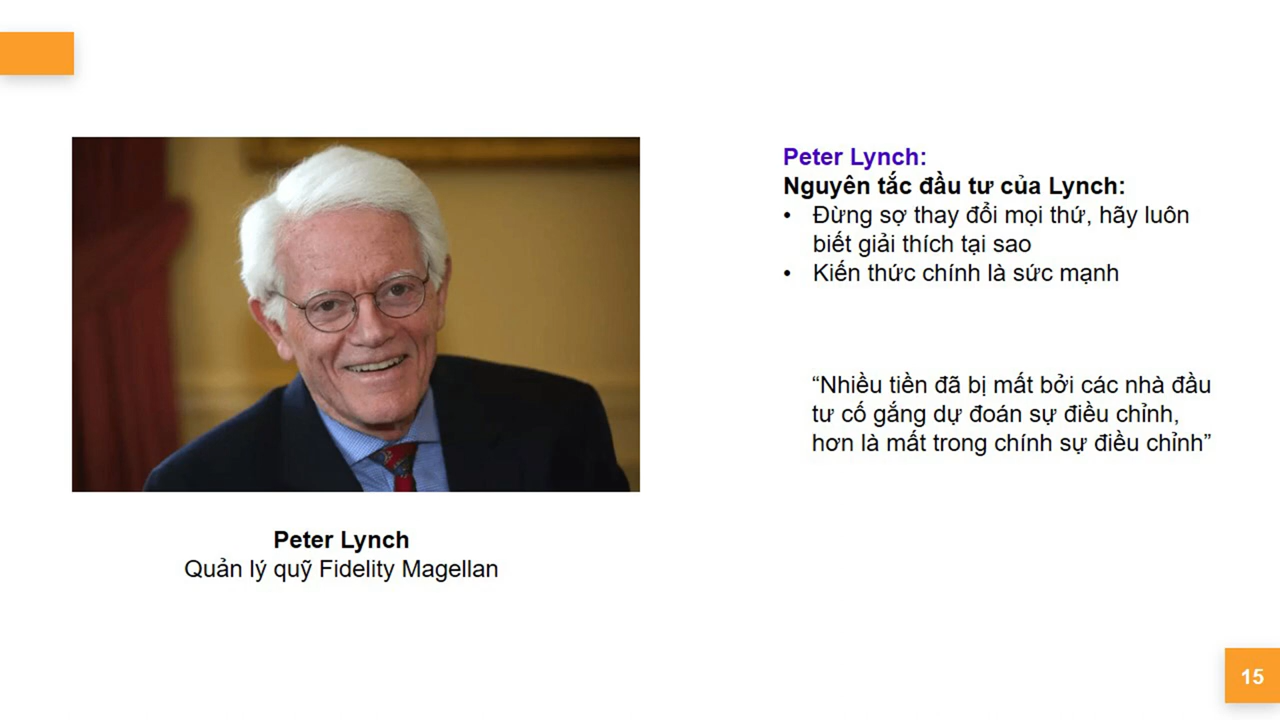 Peter Lynch:
Nguyên tắc đầu tư của Lynch:
• Đừng sợ thay đổi mọi thứ, hãy luôn
biết giải thích tại sao
• Kiến thức chính là sức mạnh
“Nhiều tiền đã bị mất bởi các nhà đầu
tư cố gắng dự đoán sự điều chỉnh,
hơn là mất trong chính sự điều chỉnh”
Peter Lynch
Quản lý quỹ Fidelity Magellan
15